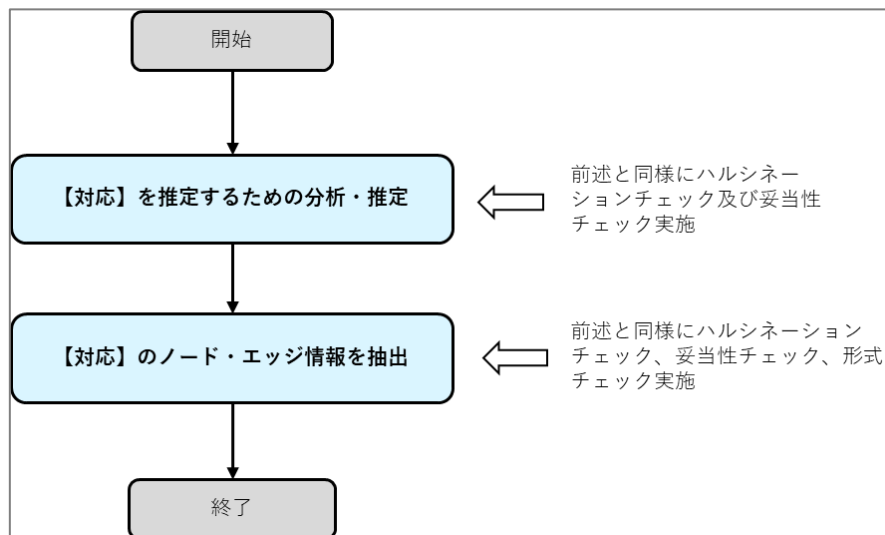 開始
【対応】を推定するための分析・推定
前述と同様にハルシネー
ションチェック及び妥当性
チェック実施
【対応】のノード・エッジ情報を抽出
前述と同様にハルシネーション
チェック、妥当性チェック、形式
チェック実施
終了